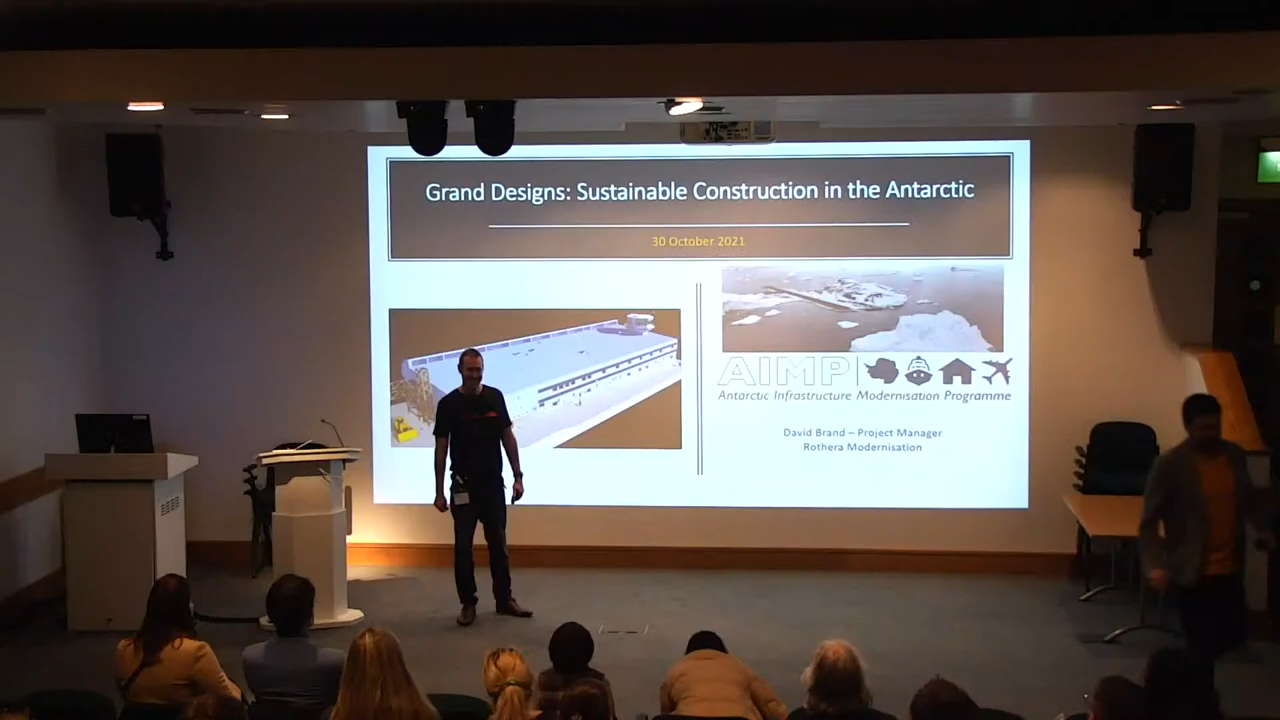 Grand Designs: Sustainable Construction in the Antarctic
30 October 2021
AIMP
Antarctic Infrastructure Modernisation Programme
David Brand – Project Manager
Rothera Modernisation